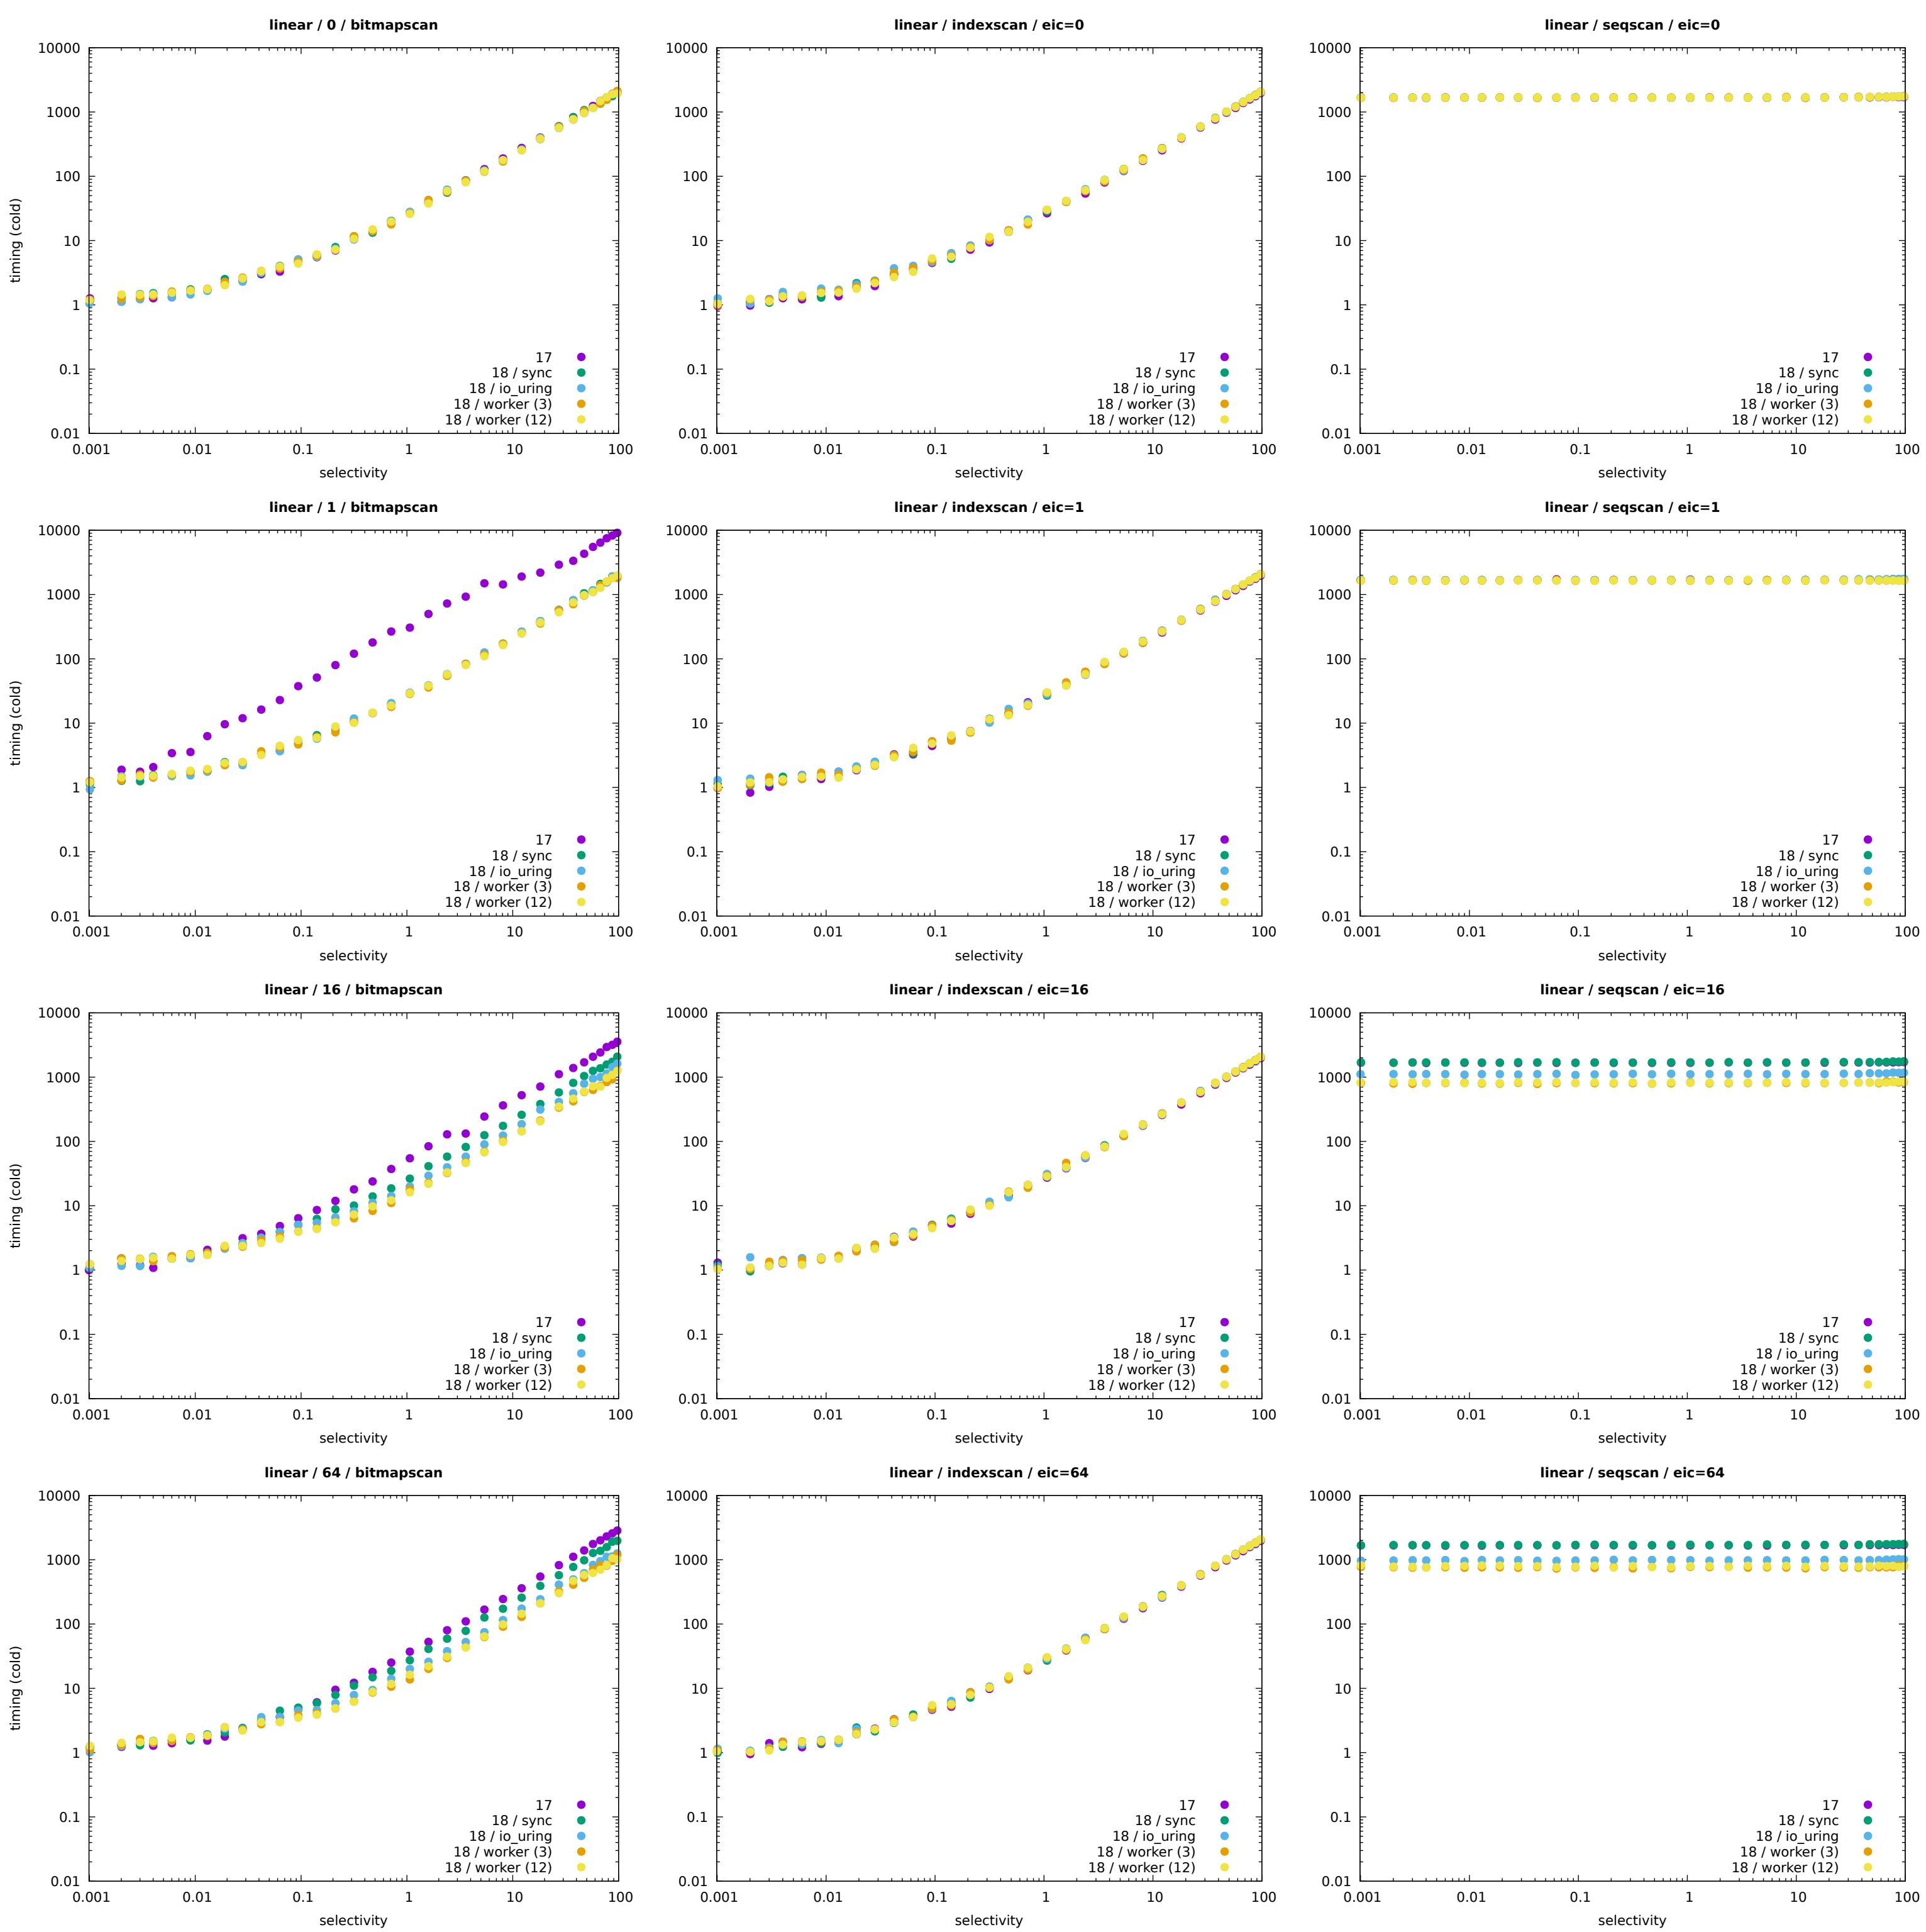 linear / 0 / bitmapscan
10000
1000
100
10
1
0.1
0.01
timing (cold)
17
18 / sync
18 / io_uring
18 / worker (3)
18 / worker (12)
0.001 0.01 0.1 1 10 100
selectivity
linear / indexscan / eic=0
10000
1000
100
10
1
0.1
0.01
17
18 / sync
18 / io_uring
18 / worker (3)
18 / worker (12)
0.001 0.01 0.1 1 10 100
selectivity
linear / seqscan / eic=0
10000
1000
100
10
1
0.1
0.01
17
18 / sync
18 / io_uring
18 / worker (3)
18 / worker (12)
0.001 0.01 0.1 1 10 100
selectivity
linear / 1 / bitmapscan
10000
1000
100
10
1
0.1
0.01
timing (cold)
17
18 / sync
18 / io_uring
18 / worker (3)
18 / worker (12)
0.001 0.01 0.1 1 10 100
selectivity
linear / indexscan / eic=1
10000
1000
100
10
1
0.1
0.01
17
18 / sync
18 / io_uring
18 / worker (3)
18 / worker (12)
0.001 0.01 0.1 1 10 100
selectivity
linear / seqscan / eic=1
10000
1000
100
10
1
0.1
0.01
17
18 / sync
18 / io_uring
18 / worker (3)
18 / worker (12)
0.001 0.01 0.1 1 10 100
selectivity
linear / 16 / bitmapscan
10000
1000
100
10
1
0.1
0.01
timing (cold)
17
18 / sync
18 / io_uring
18 / worker (3)
18 / worker (12)
0.001 0.01 0.1 1 10 100
selectivity
linear / indexscan / eic=16
10000
1000
100
10
1
0.1
0.01
17
18 / sync
18 / io_uring
18 / worker (3)
18 / worker (12)
0.001 0.01 0.1 1 10 100
selectivity
linear / seqscan / eic=16
10000
1000
100
10
1
0.1
0.01
17
18 / sync
18 / io_uring
18 / worker (3)
18 / worker (12)
0.001 0.01 0.1 1 10 100
selectivity
linear / 64 / bitmapscan
10000
1000
100
10
1
0.1
0.01
timing (cold)
17
18 / sync
18 / io_uring
18 / worker (3)
18 / worker (12)
0.001 0.01 0.1 1 10 100
selectivity
linear / indexscan / eic=64
10000
1000
100
10
1
0.1
0.01
17
18 / sync
18 / io_uring
18 / worker (3)
18 / worker (12)
0.001 0.01 0.1 1 10 100
selectivity
linear / seqscan / eic=64
10000
1000
100
10
1
0.1
0.01
17
18 / sync
18 / io_uring
18 / worker (3)
18 / worker (12)
0.001 0.01 0.1 1 10 100
selectivity